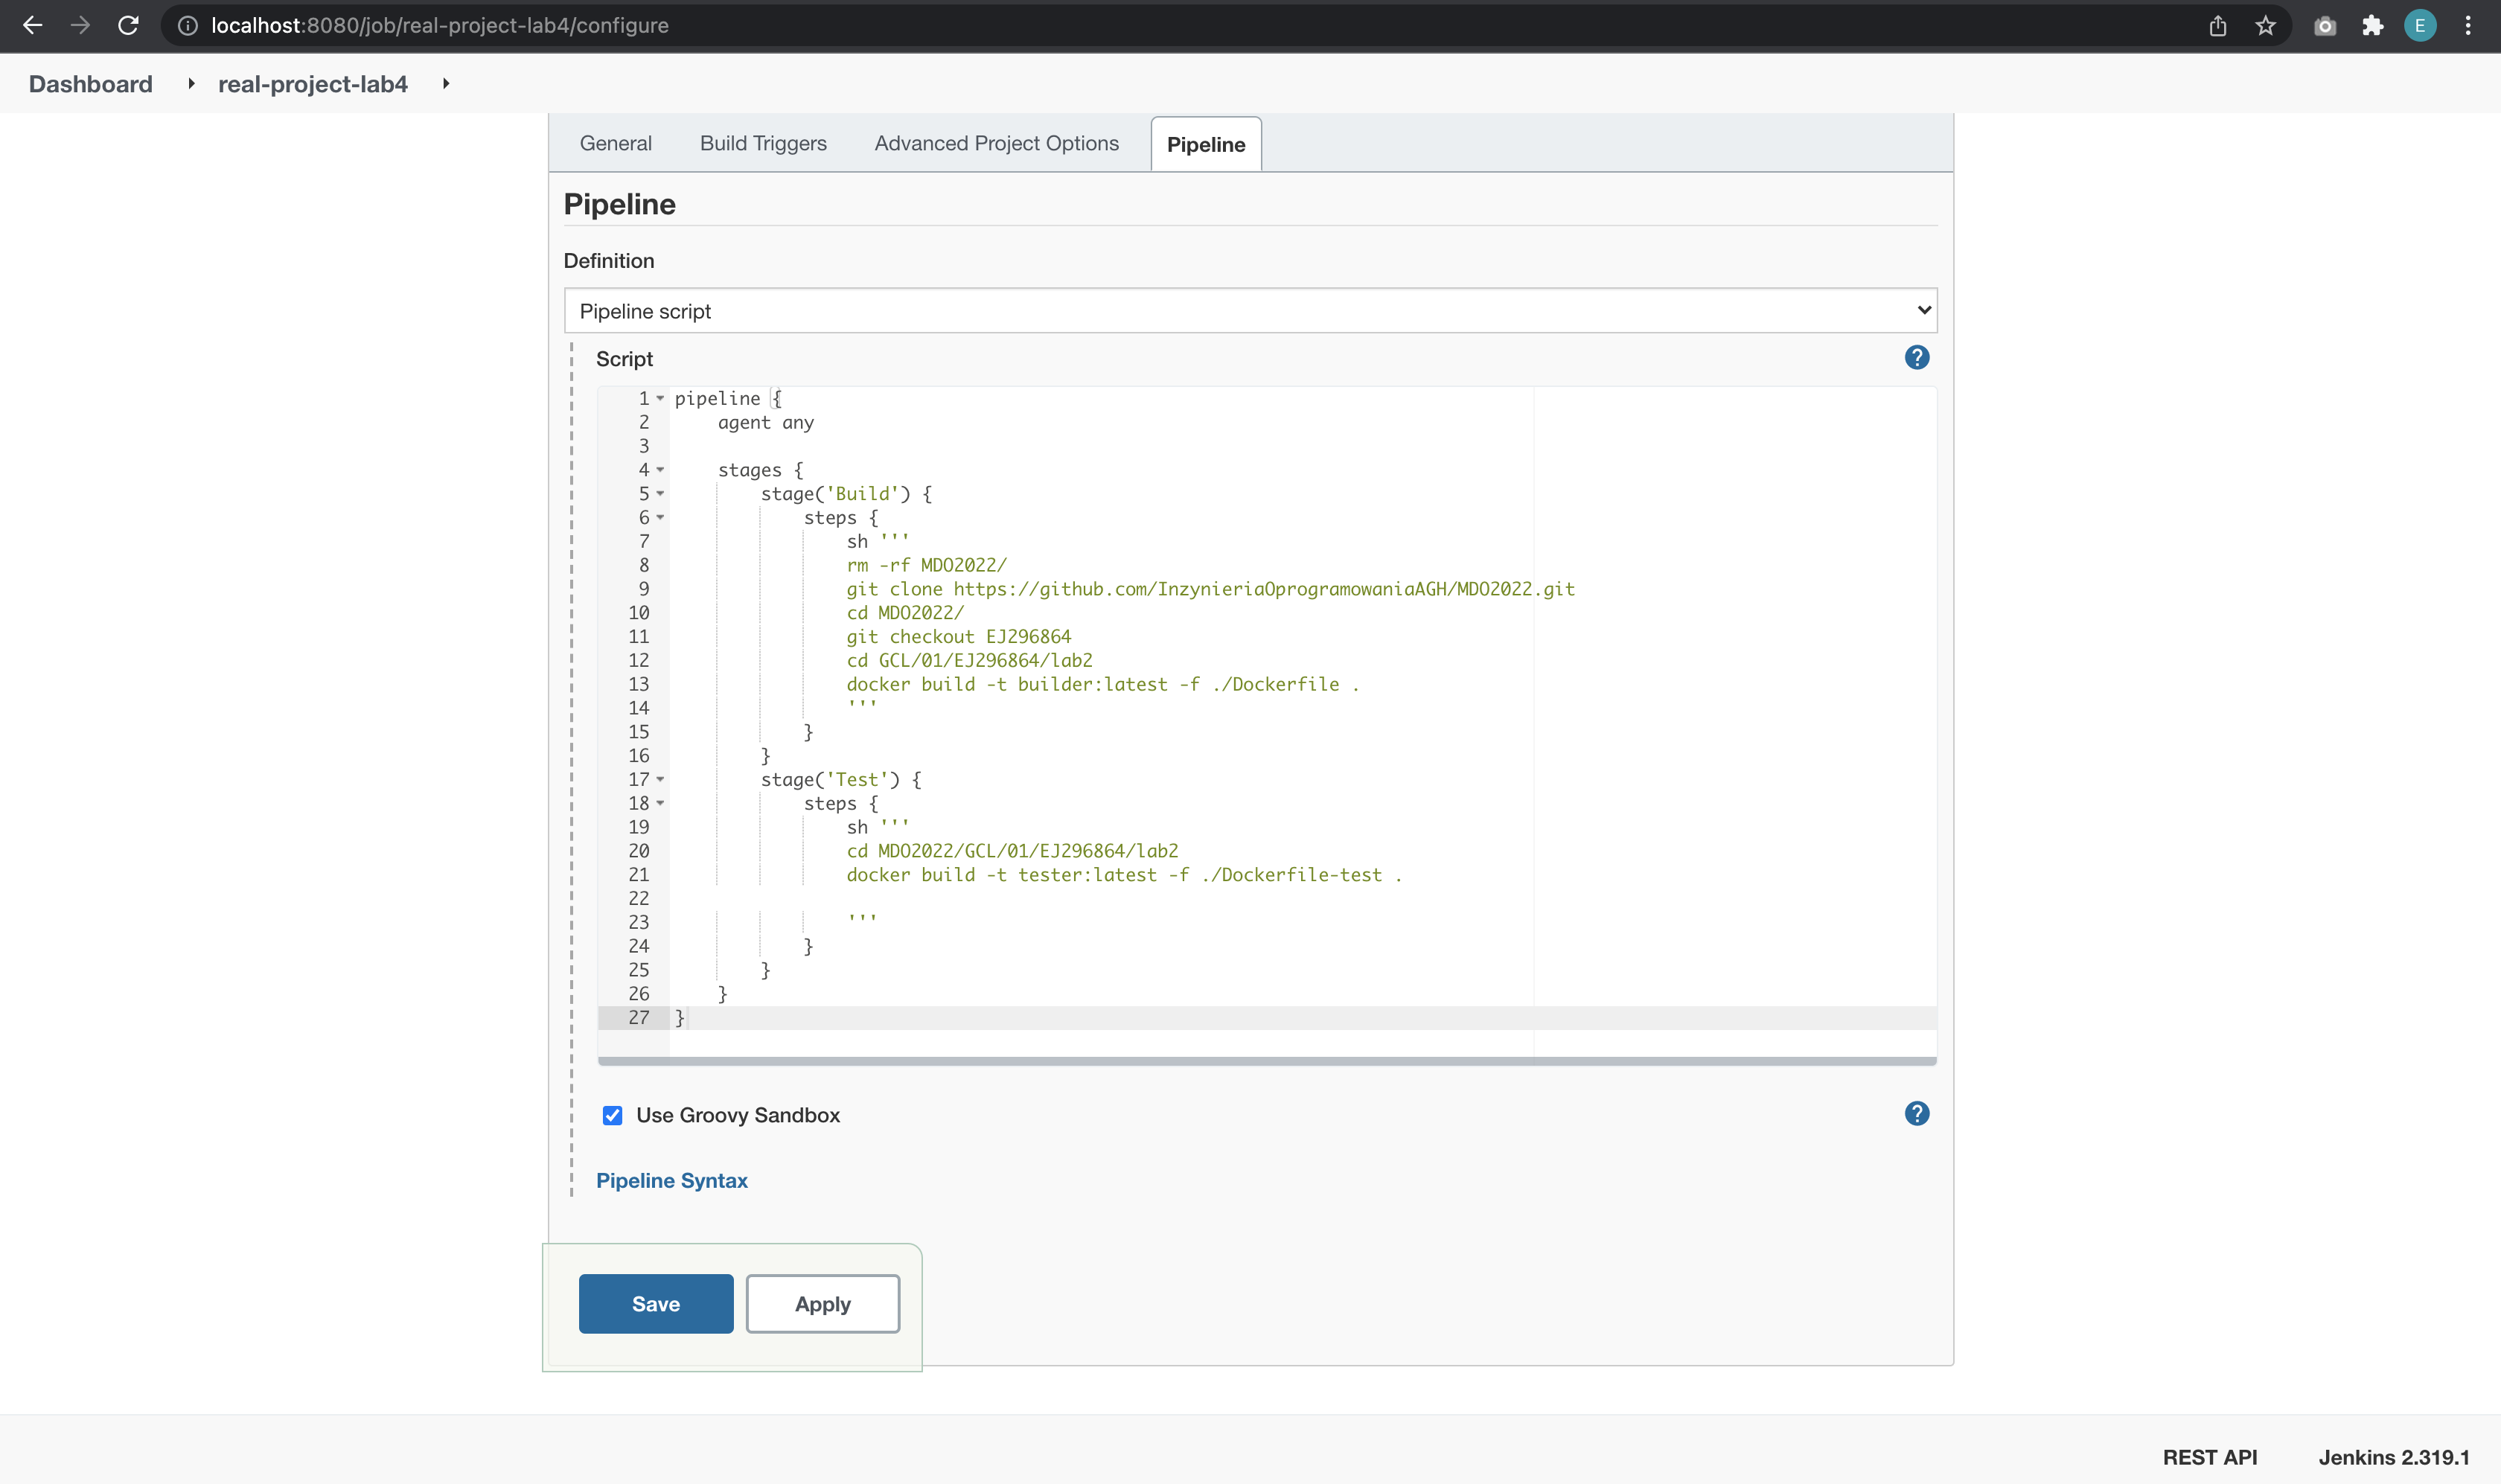 localhost:8080/job/real-project-lab4/configure
E
Dashboard real-project-lab4
General Build Triggers Advanced Project Options Pipeline
Pipeline
Definition
Pipeline script
Script
?
1 pipeline {
2     agent any
3
4     stages {
5         stage('Build') {
6             steps {
7                 sh '''
8                 rm -rf MDO2022/
9                 git clone https://github.com/InzynieriaOprogramowaniaAGH/MDO2022.git
10                 cd MDO2022/
11                 git checkout EJ296864
12                 cd GCL/01/EJ296864/lab2
13                 docker build -t builder:latest -f ./Dockerfile .
14                 '''
15             }
16         }
17         stage('Test') {
18             steps {
19                 sh '''
20                 cd MDO2022/GCL/01/EJ296864/lab2
21                 docker build -t tester:latest -f ./Dockerfile-test .
22
23                 '''
24             }
25         }
26     }
27 }
Use Groovy Sandbox
?
Pipeline Syntax
Save Apply
REST API Jenkins 2.319.1